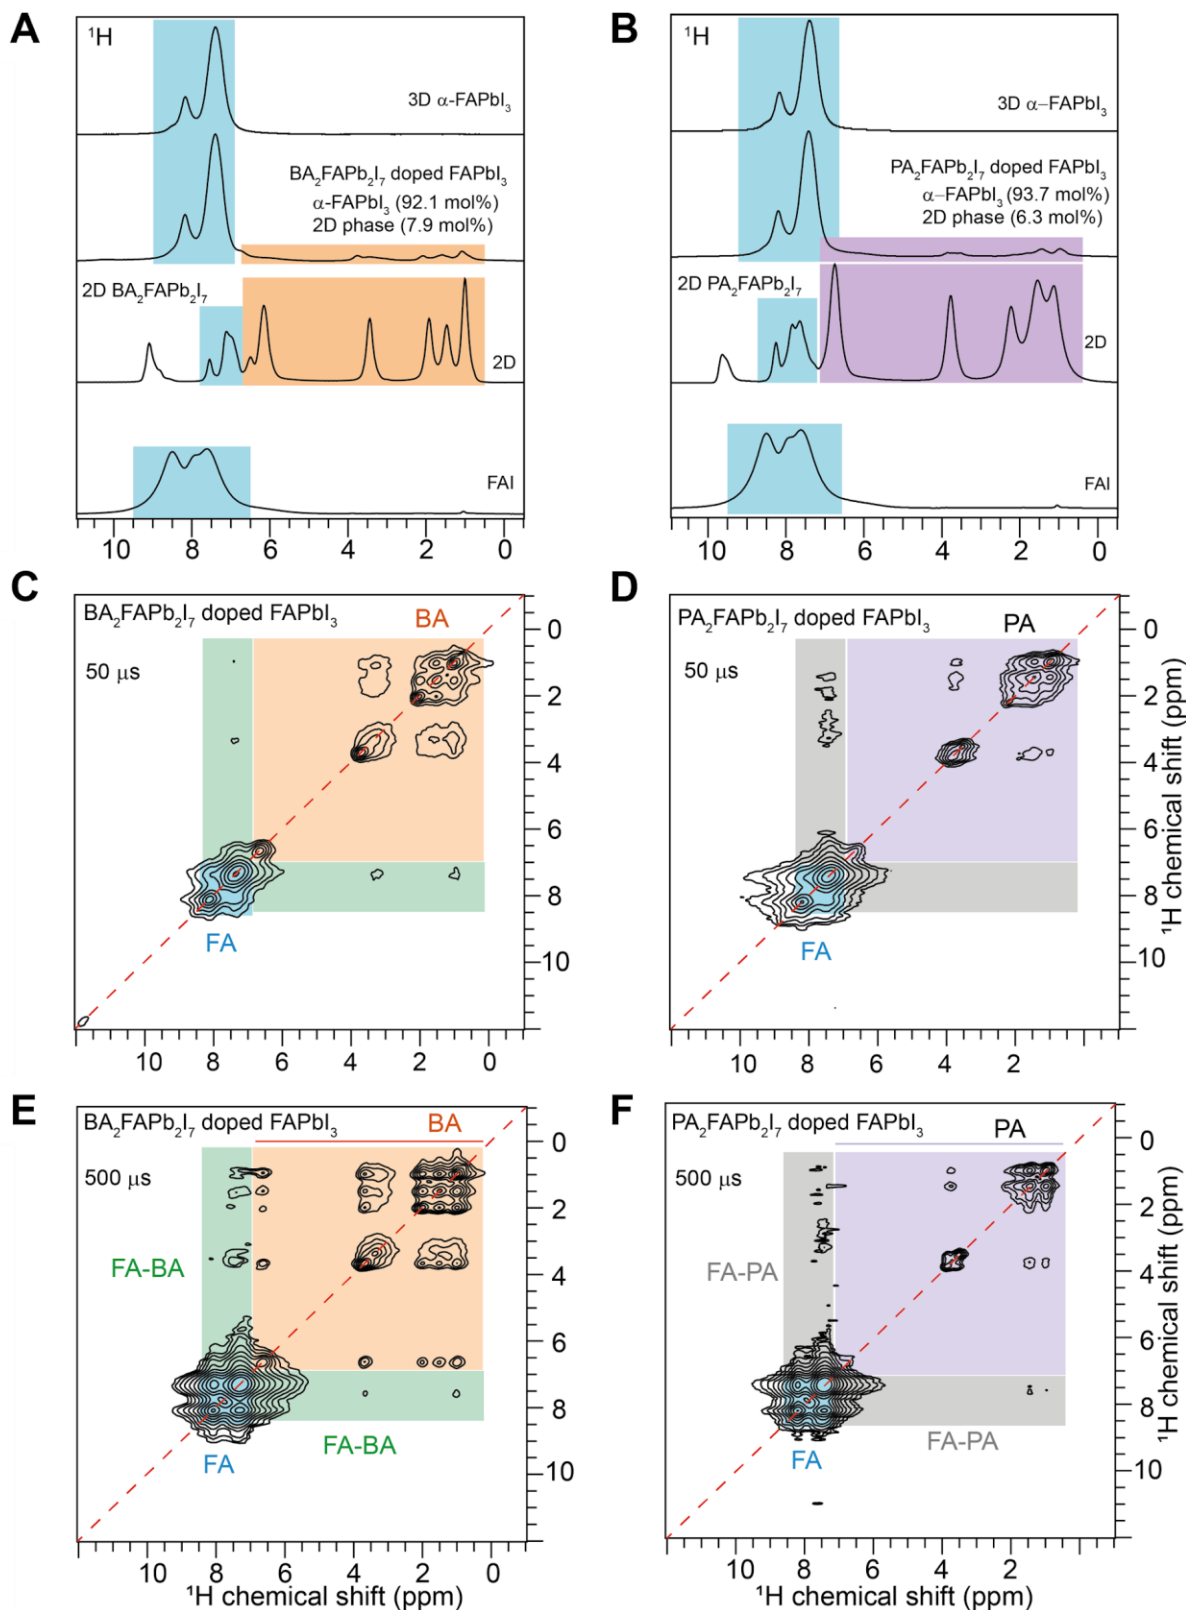 A
¹H
3D α-FAPbI₃
BA₂FAPb₂I₇ doped FAPbI₃
α-FAPbI₃ (92.1 mol%)
2D phase (7.9 mol%)
2D BA₂FAPb₂I₇
2D
FAI
10 8 6 4 2 0
B
¹H
3D α–FAPbI₃
PA₂FAPb₂I₇ doped FAPbI₃
α–FAPbI₃ (93.7 mol%)
2D phase (6.3 mol%)
2D PA₂FAPb₂I₇
2D
FAI
10 8 6 4 2 0
C
BA₂FAPb₂I₇ doped FAPbI₃
BA
50 µs
FA
0
2
4
6
8
10
10 8 6 4 2 0
D
PA₂FAPb₂I₇ doped FAPbI₃
PA
50 µs
FA
0
2
4
6
8
10
¹H chemical shift (ppm)
10 8 6 4 2
E
BA₂FAPb₂I₇ doped FAPbI₃
BA
500 µs
FA-BA
FA-BA
FA
0
2
4
6
8
10
10 8 6 4 2 0
¹H chemical shift (ppm)
F
PA₂FAPb₂I₇ doped FAPbI₃
PA
500 µs
FA-PA
FA-PA
FA
0
2
4
6
8
10
¹H chemical shift (ppm)
10 8 6 4 2
¹H chemical shift (ppm)